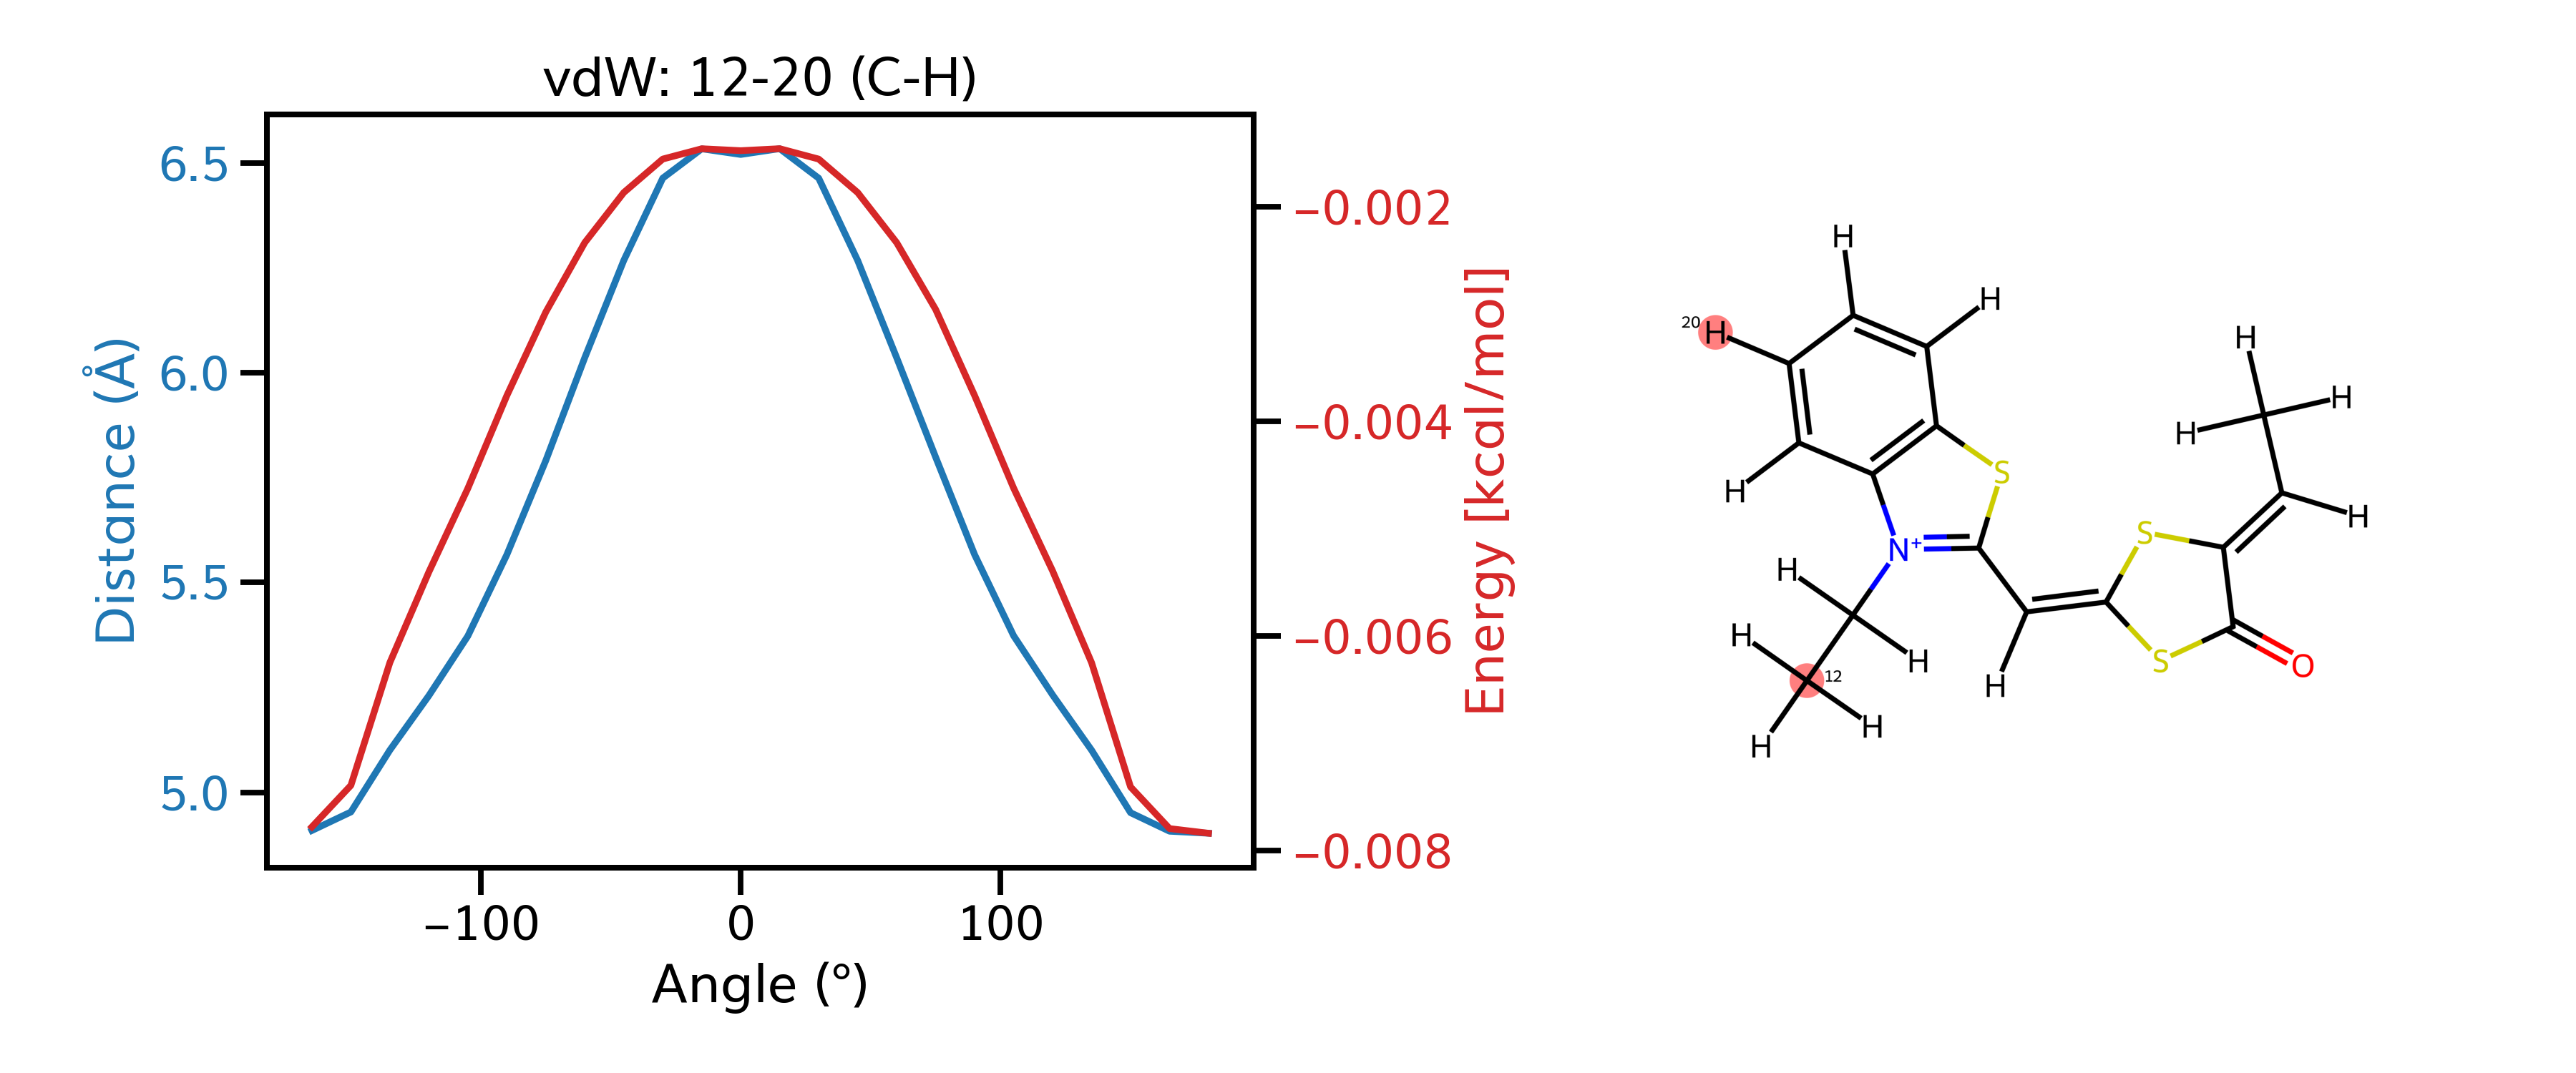 vdW: 12-20 (C-H)
6.5
6.0
5.5
5.0
Distance (Å)
−0.002
−0.004
−0.006
−0.008
Energy [kcal/mol]
−100
0
100
Angle (°)
H
H
20
H
H
H
H
S
H
S
H
N+
H
H
H
S
O
12
H
H
H